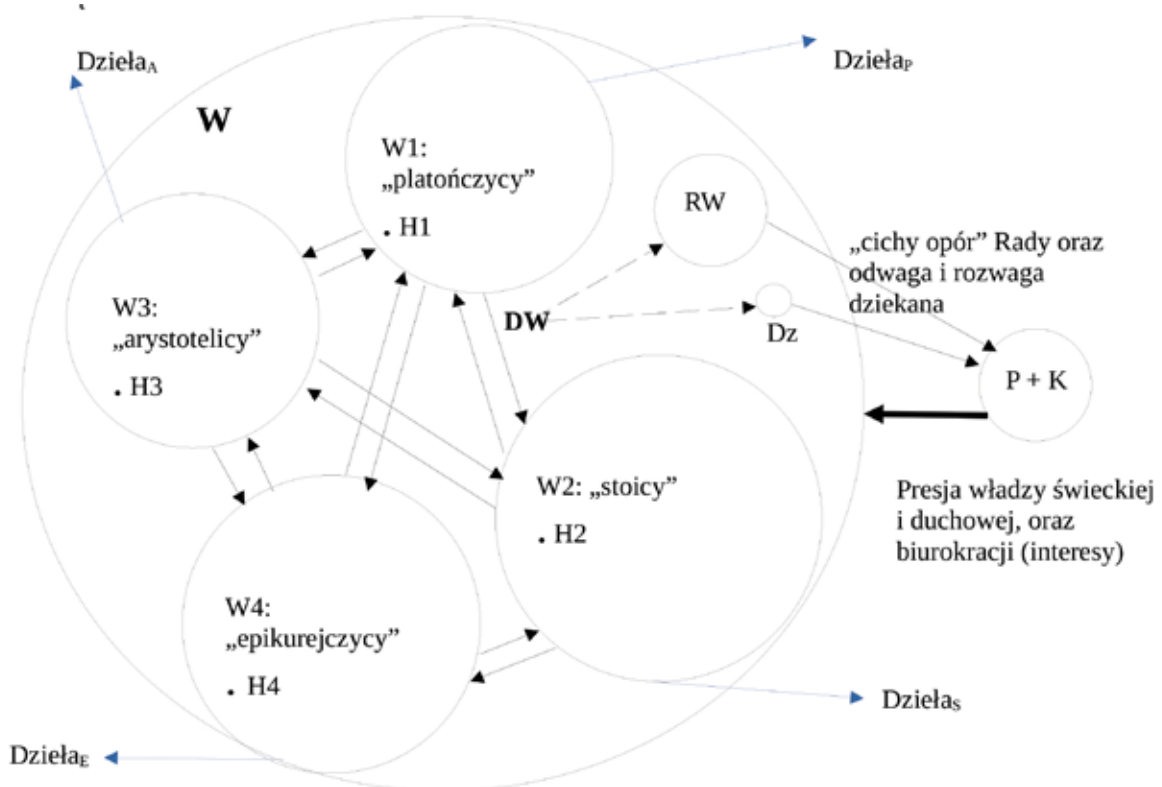 Dzieła_A
Dzieła_P
W
W1:
„platończycy”
. H1
RW
„cichy opór” Rady oraz
odwaga i rozwaga
dziekana
W3:
„arystotelicy”
. H3
DW
Dz
P + K
W2: „stoicy”
. H2
Presja władzy świeckiej
i duchowej, oraz
biurokracji (interesy)
W4:
„epikurejczycy”
. H4
Dzieła_S
Dzieła_E